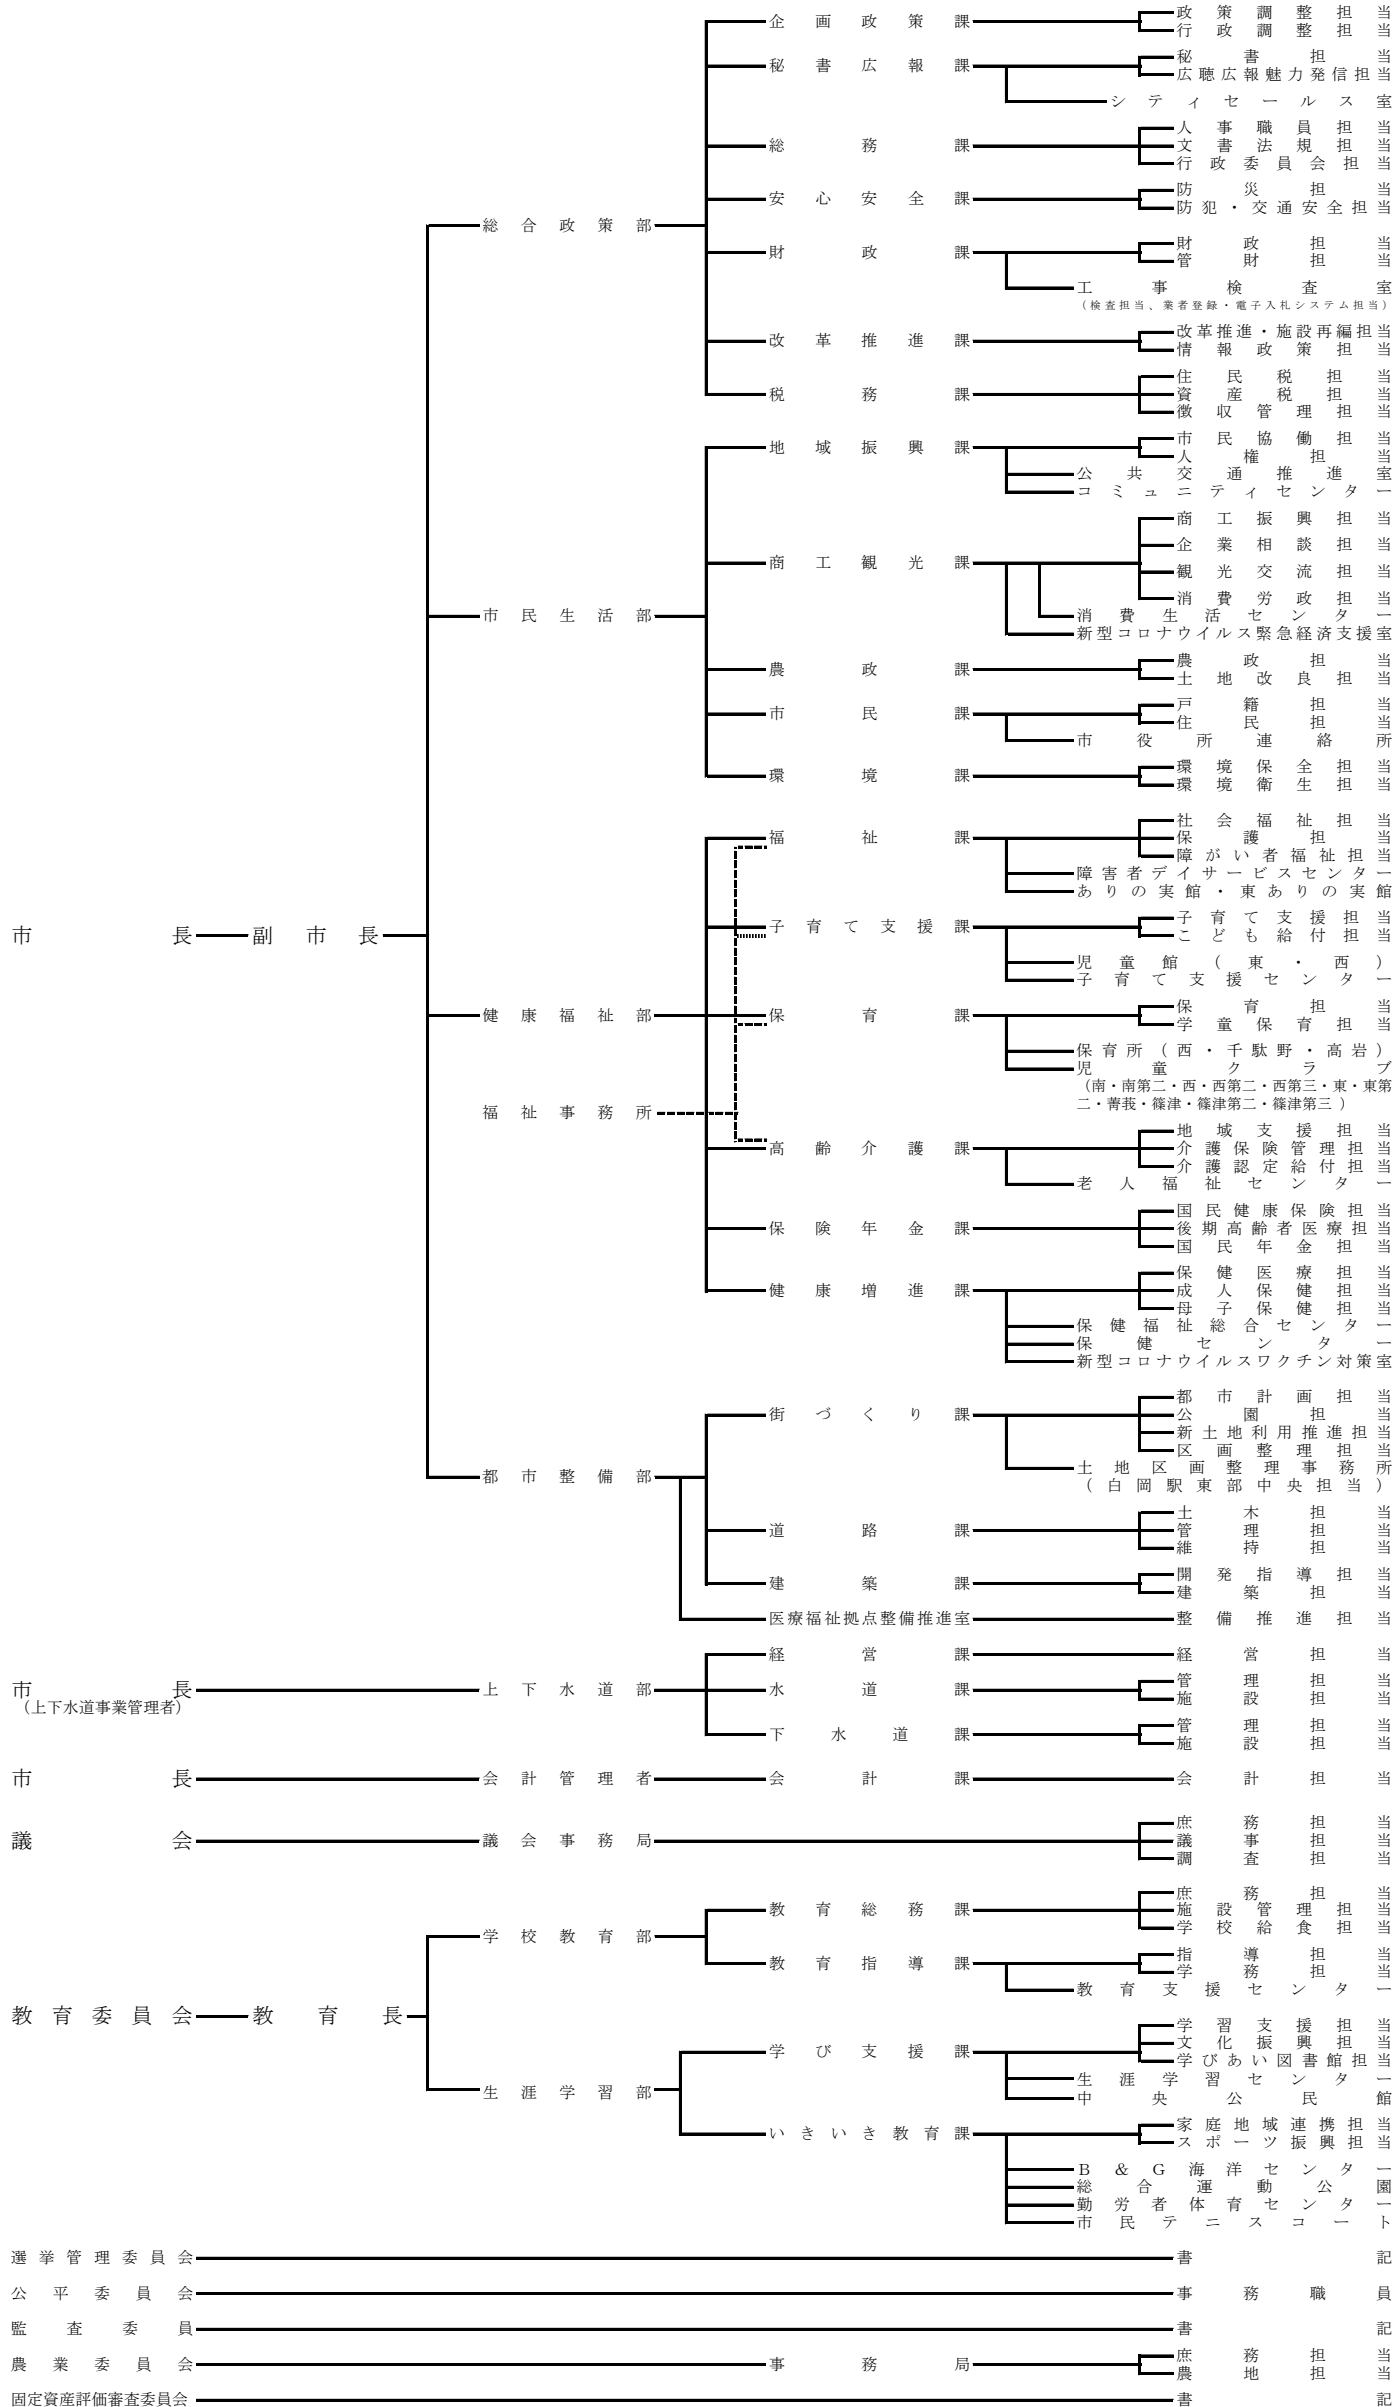 企画政策課 政策調整担当
行政調整担当
秘書広報課 秘書担当
広聴広報魅力発信担当
シティセールス室
総務課 人事職員担当
文書法規担当
行政委員会担当
安心安全課 防災担当
防犯・交通安全担当
総合政策部
財政課 財政担当
管財担当
工事検査室
（検査担当、業者登録・電子入札システム担当）
改革推進課 改革推進・施設再編担当
情報政策担当
税務課 住民税担当
資産税担当
徴収管理担当
地域振興課 市民協働担当
人権担当
公共交通推進室
コミュニティセンター
商工観光課 商工振興担当
企業相談担当
観光交流担当
消費労政担当
市民生活部 消費生活センター
新型コロナウイルス緊急経済支援室
農政課 農政担当
土地改良担当
市民課 戸籍担当
住民担当
市役所連絡所
環境課 環境保全担当
環境衛生担当
福祉課 社会福祉担当
保護担当
障がい者福祉担当
障害者デイサービスセンター
ありの実館・東ありの実館
市長 副市長 子育て支援課 子育て支援担当
こども給付担当
児童館（東・西）
子育て支援センター
健康福祉部 保育課 保育担当
学童保育担当
保育所（西・千駄野・高岩）
児童クラブ
（南・南第二・西・西第二・西第三・東・東第
二・菁莪・篠津・篠津第二・篠津第三）
福祉事務所
高齢介護課 地域支援担当
介護保険管理担当
介護認定給付担当
老人福祉センター
保険年金課 国民健康保険担当
後期高齢者医療担当
国民年金担当
健康増進課 保健医療担当
成人保健担当
母子保健担当
保健福祉総合センター
保健センター
新型コロナウイルスワクチン対策室
街づくり課 都市計画担当
公園担当
新土地利用推進担当
区画整理担当
都市整備部 土地区画整理事務所
（白岡駅東部中央担当）
道路課 土木担当
管理担当
維持担当
建築課 開発指導担当
建築担当
医療福祉拠点整備推進室 整備推進担当
経営課 経営担当
市長 上下水道部 水道課 管理担当
（上下水道事業管理者） 施設担当
下水道課 管理担当
施設担当
市長 会計管理者 会計課 会計担当
議会 議会事務局 庶務担当
議事担当
調査担当
教育総務課 庶務担当
施設管理担当
学校給食担当
学校教育部
教育指導課 指導担当
学務担当
教育支援センター
教育委員会 教育長
学び支援課 学習支援担当
文化振興担当
学びあい図書館担当
生涯学習センター
生涯学習部 中央公民館
いきいき教育課 家庭地域連携担当
スポーツ振興担当
Ｂ＆Ｇ海洋センター
総合運動公園
勤労者体育センター
市民テニスコート
選挙管理委員会 書記
公平委員会 事務職員
監査委員 書記
農業委員会 事務局 庶務担当
農地担当
固定資産評価審査委員会 書記